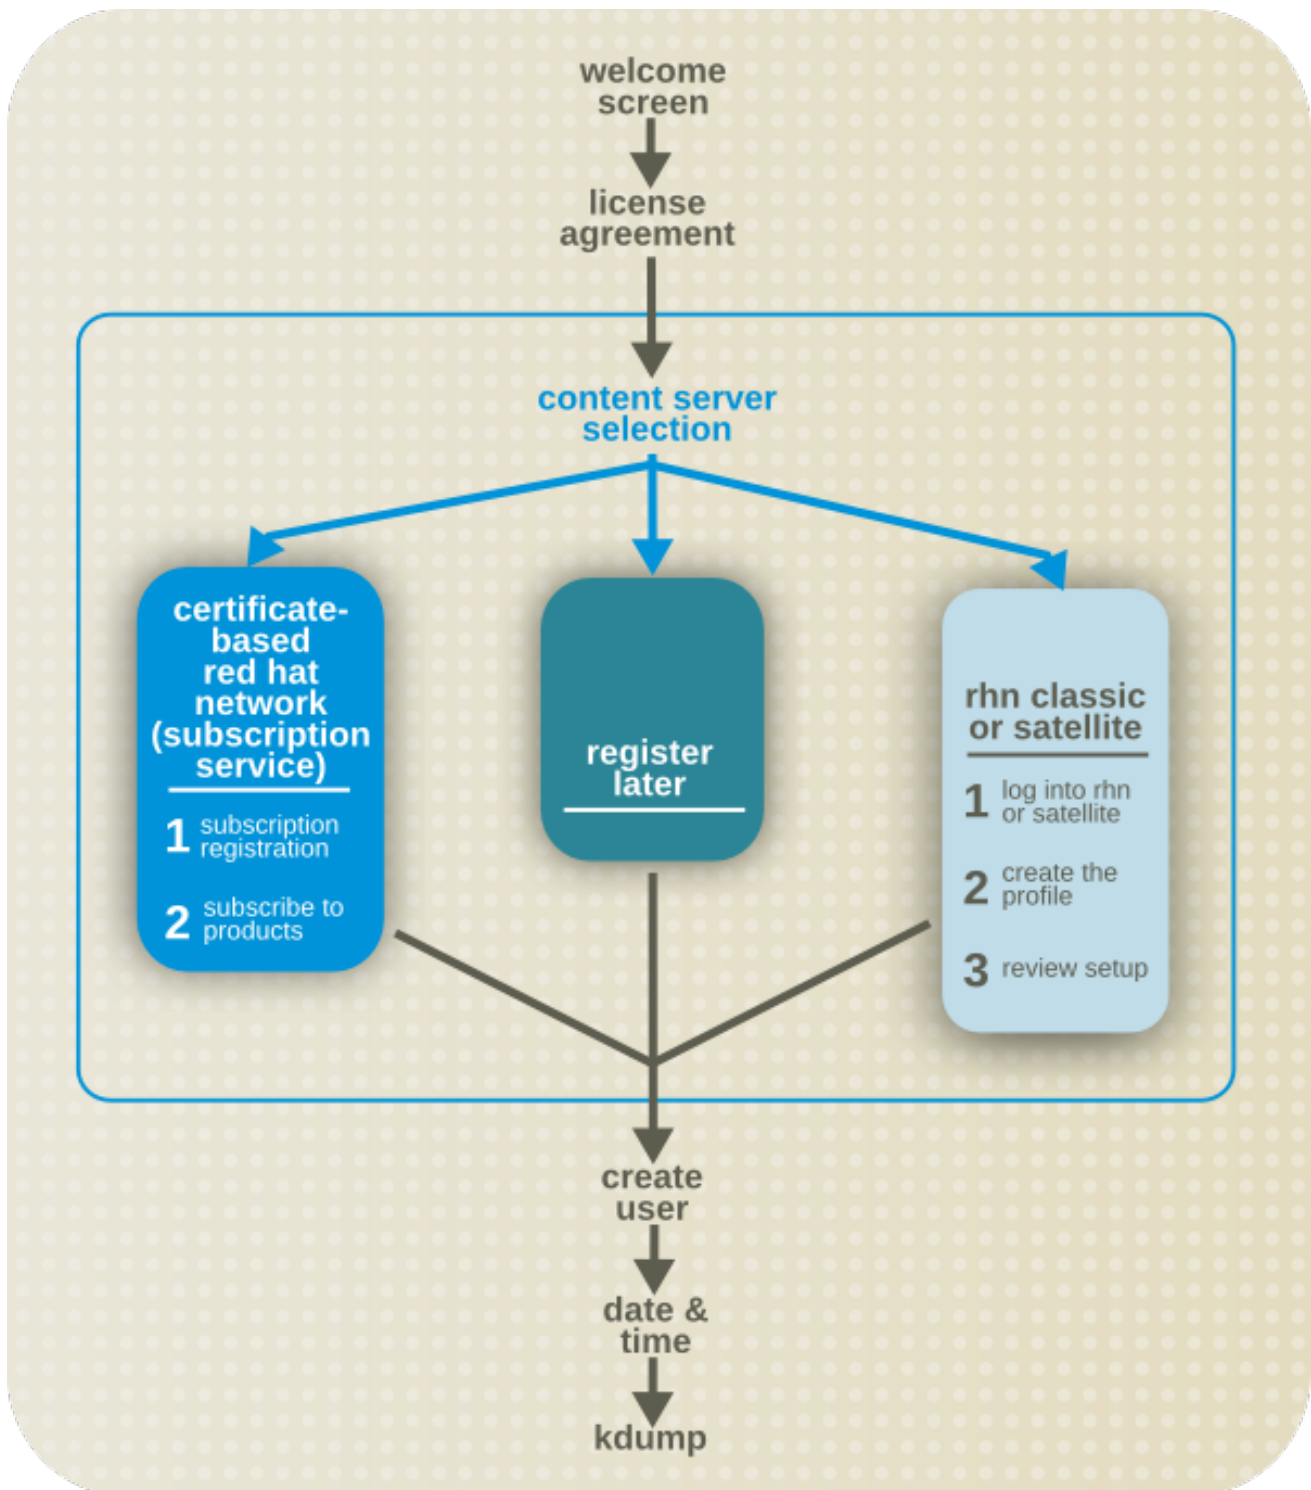 welcome
screen
license
agreement
content server
selection
certificate-
based
red hat
network
(subscription
service)
1 subscription
registration
2 subscribe to
products
register
later
rhn classic
or satellite
1 log into rhn
or satellite
2 create the
profile
3 review setup
create
user
date &
time
kdump